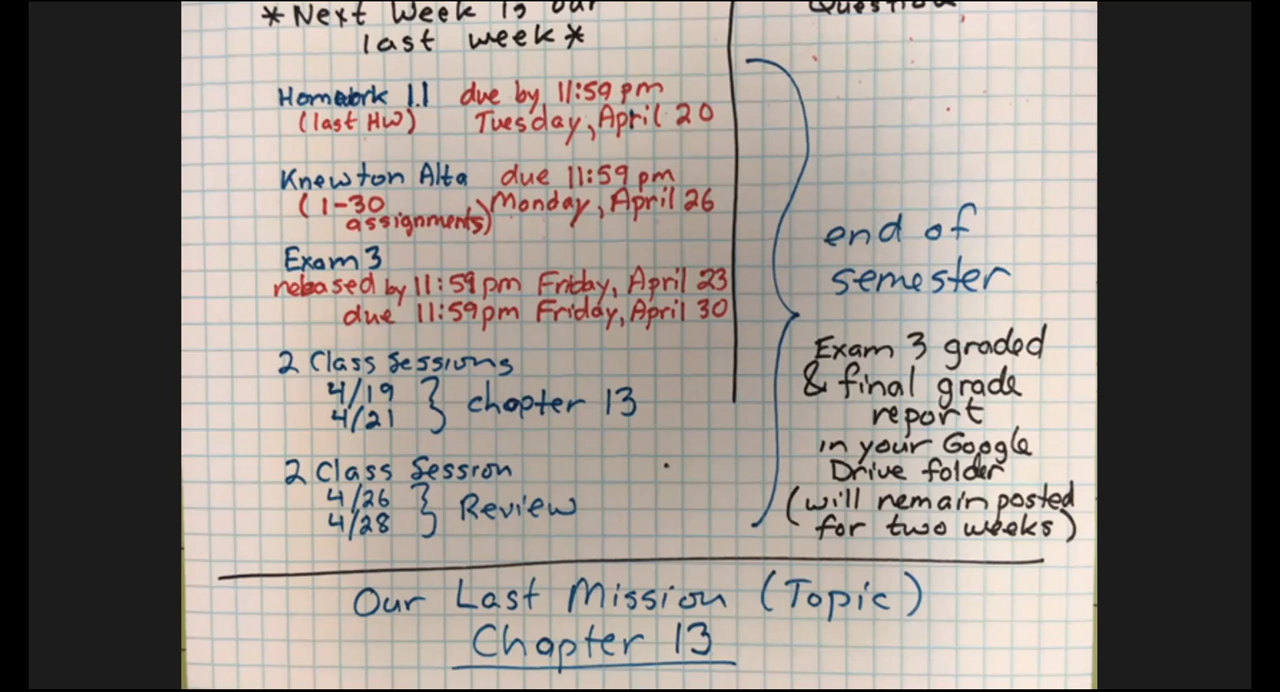 *Next Week is our
last week*
Question
Homework 11 due by 11:59 pm
(last HW) Tuesday, April 20
Knewton Alta due 11:59 pm
(1-30 assignments) Monday, April 26
Exam 3
released by 11:59pm Friday, April 23
due 11:59pm Friday, April 30
2 Class Sessions
4/19
4/21
chapter 13
2 Class Session
4/26
4/28
Review
end of
semester
Exam 3 graded
& final grade
report
in your Google
Drive folder
(will remain posted
for two weeks)
Our Last Mission (Topic)
Chapter 13